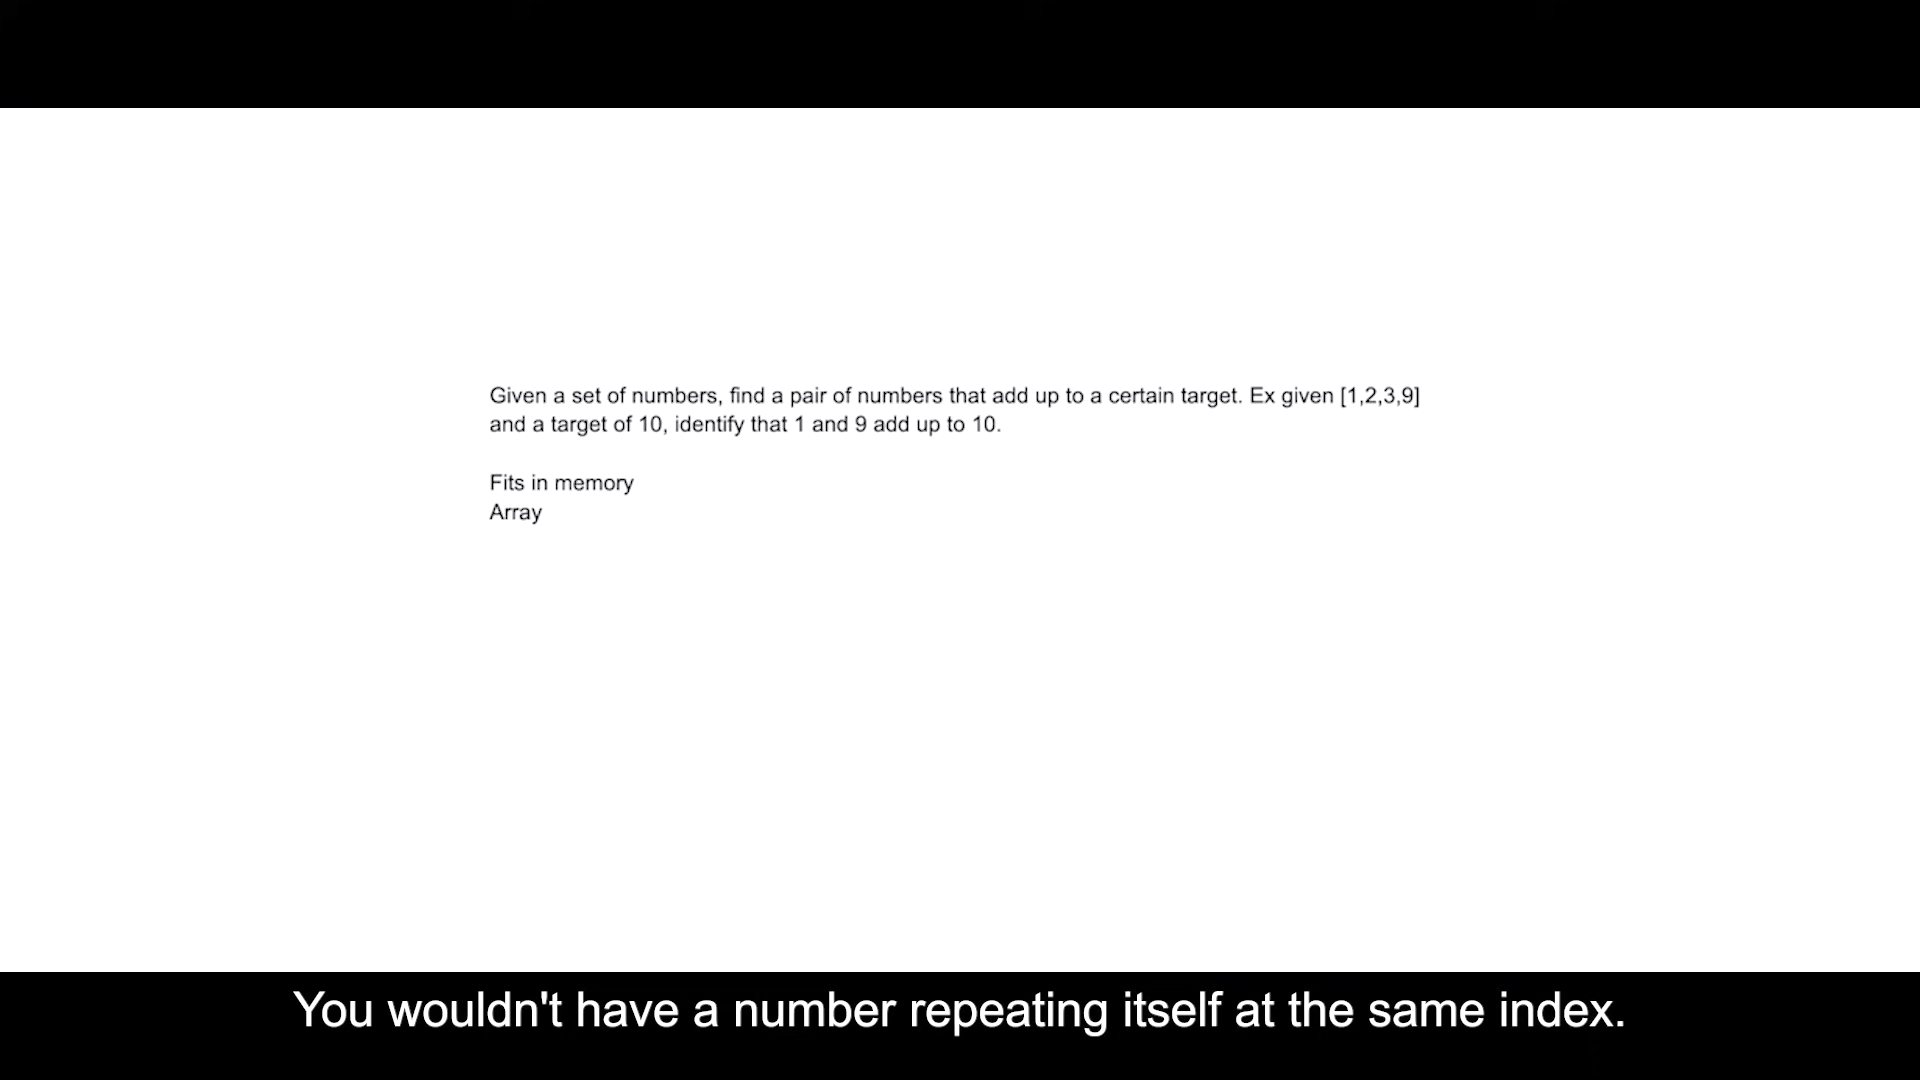 Given a set of numbers, find a pair of numbers that add up to a certain target. Ex given [1,2,3,9]
and a target of 10, identify that 1 and 9 add up to 10.
Fits in memory
Array
You wouldn't have a number repeating itself at the same index.